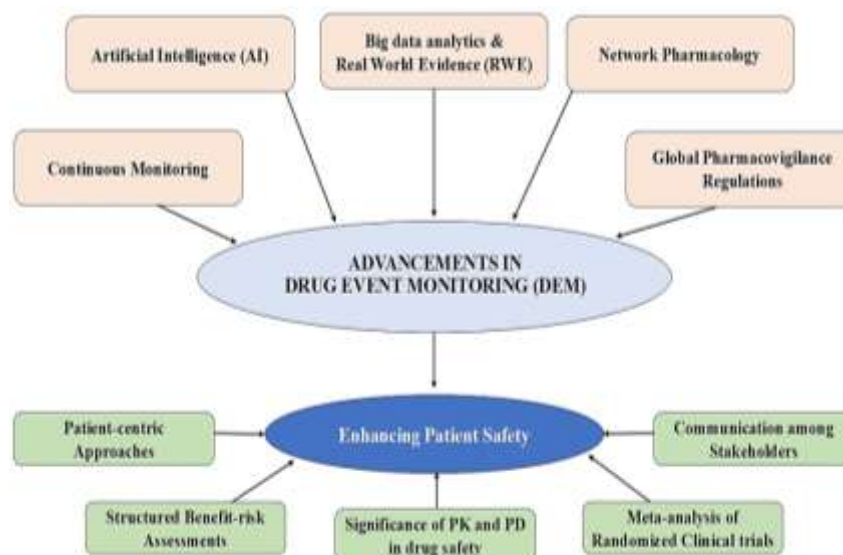 Artificial Intelligence (AI)
Big data analytics &
Real World Evidence (RWE)
Network Pharmacology
Continuous Monitoring
Global Pharmacovigilance
Regulations
ADVANCEMENTS IN
DRUG EVENT MONITORING (DEM)
Patient-centric
Approaches
Enhancing Patient Safety
Communication among
Stakeholders
Structured Benefit-risk
Assessments
Significance of PK and PD
in drug safety
Meta-analysis of
Randomized Clinical trials